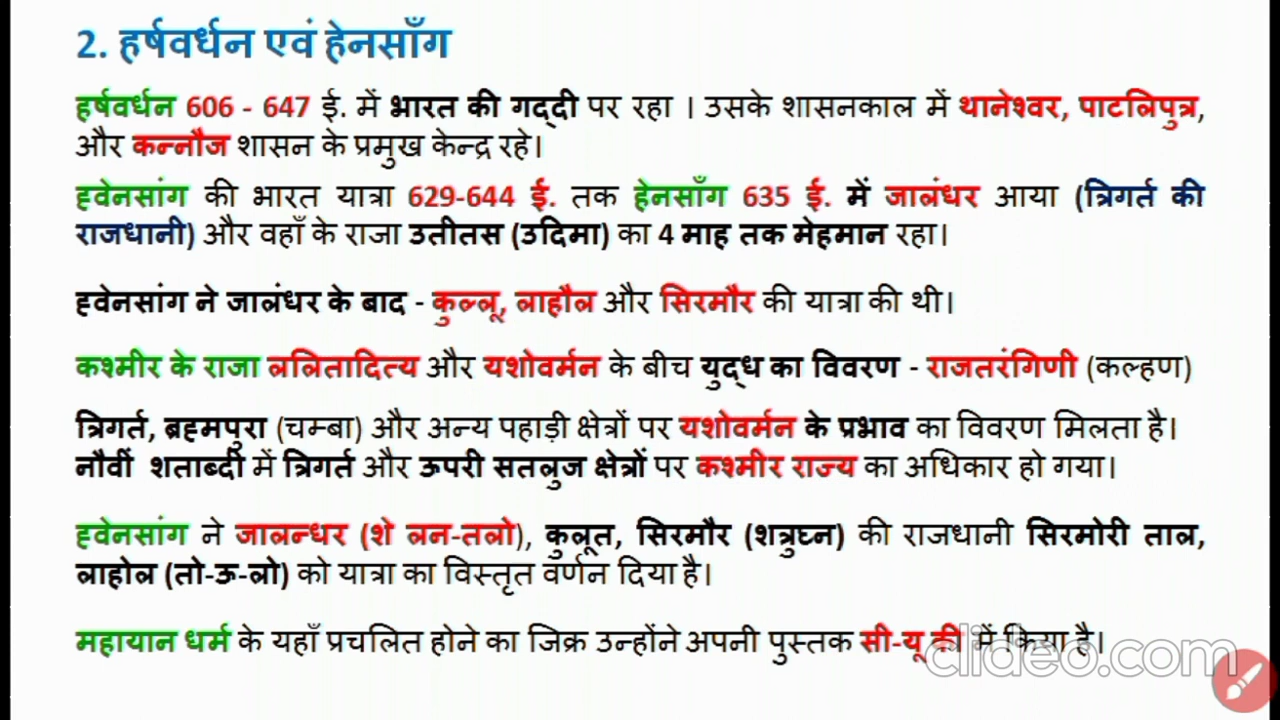 2. हर्षवर्धन एवं हेनसाँग
हर्षवर्धन 606 - 647 ई. में भारत की गद्दी पर रहा । उसके शासनकाल में थानेश्वर, पाटलिपुत्र,
और कन्नौज शासन के प्रमुख केन्द्र रहे।
ह्वेनसांग की भारत यात्रा 629-644 ई. तक हेनसाँग 635 ई. में जालंधर आया (त्रिगर्त की
राजधानी) और वहाँ के राजा उतीतस (उदिमा) का 4 माह तक मेहमान रहा।
ह्वेनसांग ने जालंधर के बाद - कुल्लू, लाहौल और सिरमौर की यात्रा की थी।
कश्मीर के राजा ललितादित्य और यशोवर्मन के बीच युद्ध का विवरण - राजतरंगिणी (कल्हण)
त्रिगर्त, ब्रह्मपुरा (चम्बा) और अन्य पहाड़ी क्षेत्रों पर यशोवर्मन के प्रभाव का विवरण मिलता है।
नौवीं शताब्दी में त्रिगर्त और ऊपरी सतलुज क्षेत्रों पर कश्मीर राज्य का अधिकार हो गया।
ह्वेनसांग ने जालन्धर (शे लन-तलो), कुलूत, सिरमौर (शत्रुघ्न) की राजधानी सिरमोरी ताल,
लाहोल (तो-ऊ-लो) को यात्रा का विस्तृत वर्णन दिया है।
महायान धर्म के यहाँ प्रचलित होने का जिक्र उन्होंने अपनी पुस्तक सी-यू की में किया है।
clideo.com